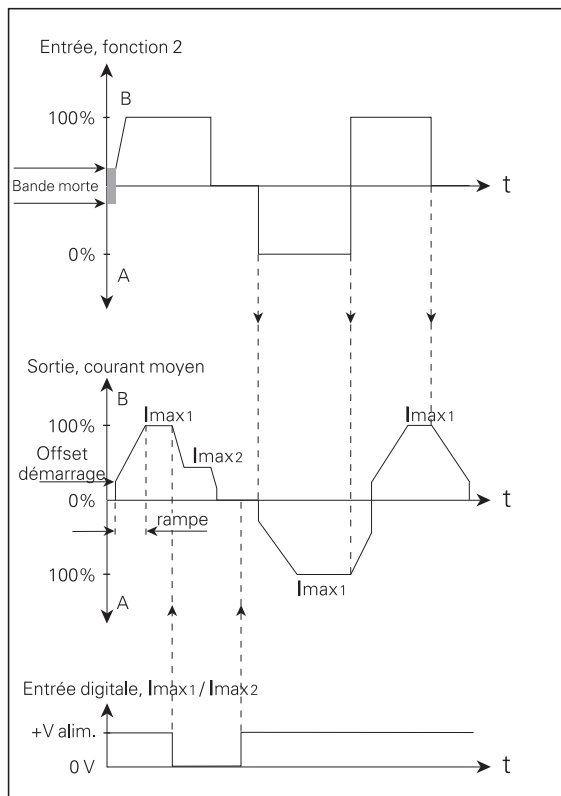 Entrée, fonction 2
B
100%
Bande morte
t
0%
A
Sortie, courant moyen
B
100%
Imax1
Imax1
Imax2
Offset
démarrage
0%
t
rampe
100%
Imax1
A
Entrée digitale, Imax1 / Imax2
+V alim.
0 V
t